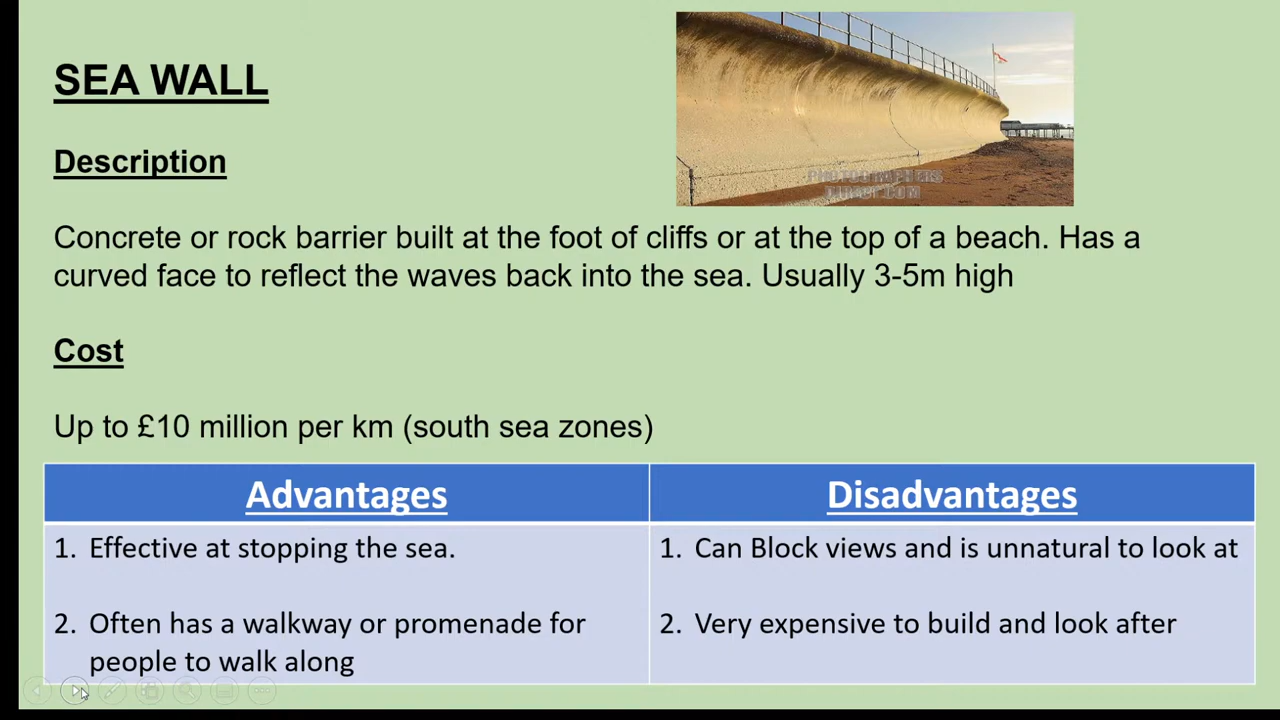 SEA WALL
PHOTOGRAPHERS
DIRECT.COM
Description
Concrete or rock barrier built at the foot of cliffs or at the top of a beach. Has a
curved face to reflect the waves back into the sea. Usually 3-5m high
Cost
Up to £10 million per km (south sea zones)
Advantages
Disadvantages
1. Effective at stopping the sea.
2. Often has a walkway or promenade for
people to walk along
1. Can Block views and is unnatural to look at
2. Very expensive to build and look after